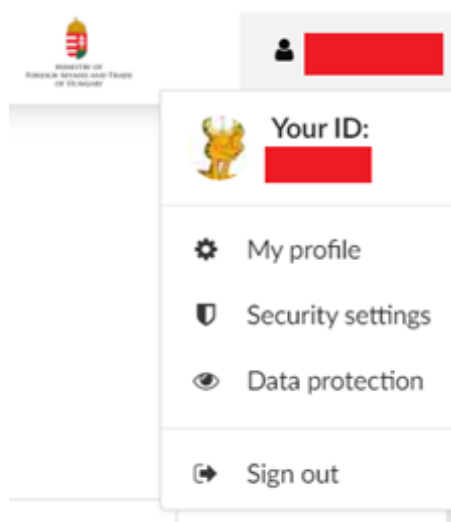 MINISTRY OF
FOREIGN AFFAIRS AND TRADE
OF HUNGARY
Your ID:
My profile
Security settings
Data protection
Sign out